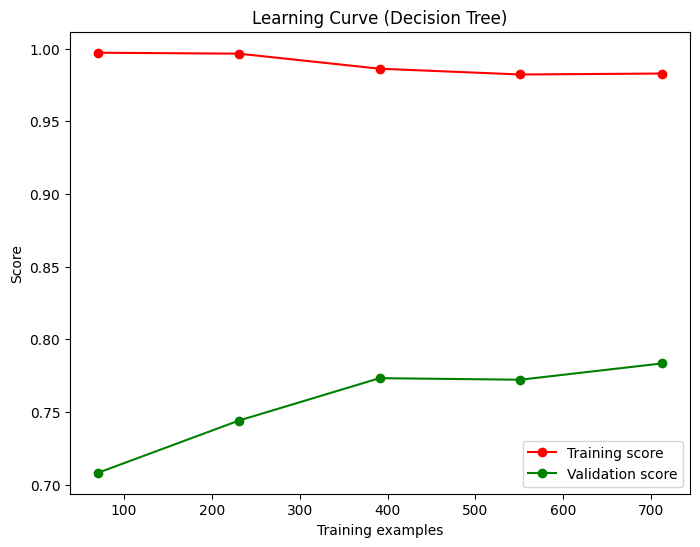 Learning Curve (Decision Tree)
1.00
0.95
0.90
0.85
0.80
0.75
0.70
Score
100 200 300 400 500 600 700
Training examples
Training score
Validation score